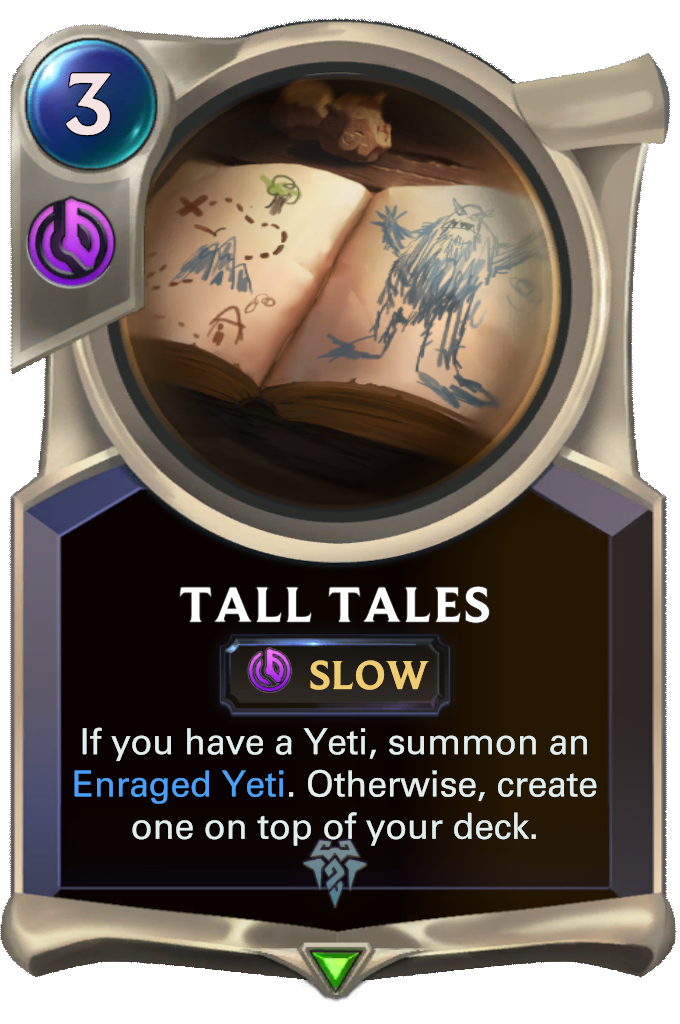 3
TALL TALES
SLOW
If you have a Yeti, summon an
Enraged Yeti. Otherwise, create
one on top of your deck.